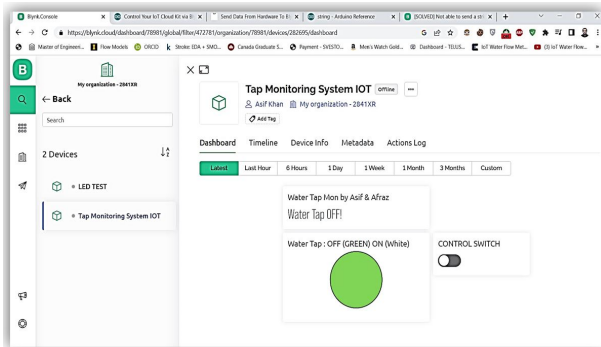 Blynk.Console
Control Your IoT Cloud Kit via B
Send Data From Hardware To B
string - Arduino Reference
[SOLVED] Not able to send a st
blynk.cloud/dashboard/78981/global/filter/472781/organization/78981/devices/282695/dashboard
Master of Engineeri...
Flow Models
ORCID
Stroke: EDA + SMO...
Canada Graduate S...
Payment - SVESTO...
Men's Watch Gold...
Dashboard - TELUS...
IoT Water Flow Met...
(3) IoT Water Flow...
B
My organization - 2841XR
← Back
Search
2 Devices
LED TEST
Tap Monitoring System IOT
Tap Monitoring System IOT Offline
Asif Khan My organization - 2841XR
Add Tag
Dashboard Timeline Device Info Metadata Actions Log
Latest Last Hour 6 Hours 1 Day 1 Week 1 Month 3 Months Custom
Water Tap Mon by Asif & Afraz
Water Tap OFF!
Water Tap : OFF (GREEN) ON (White)
CONTROL SWITCH